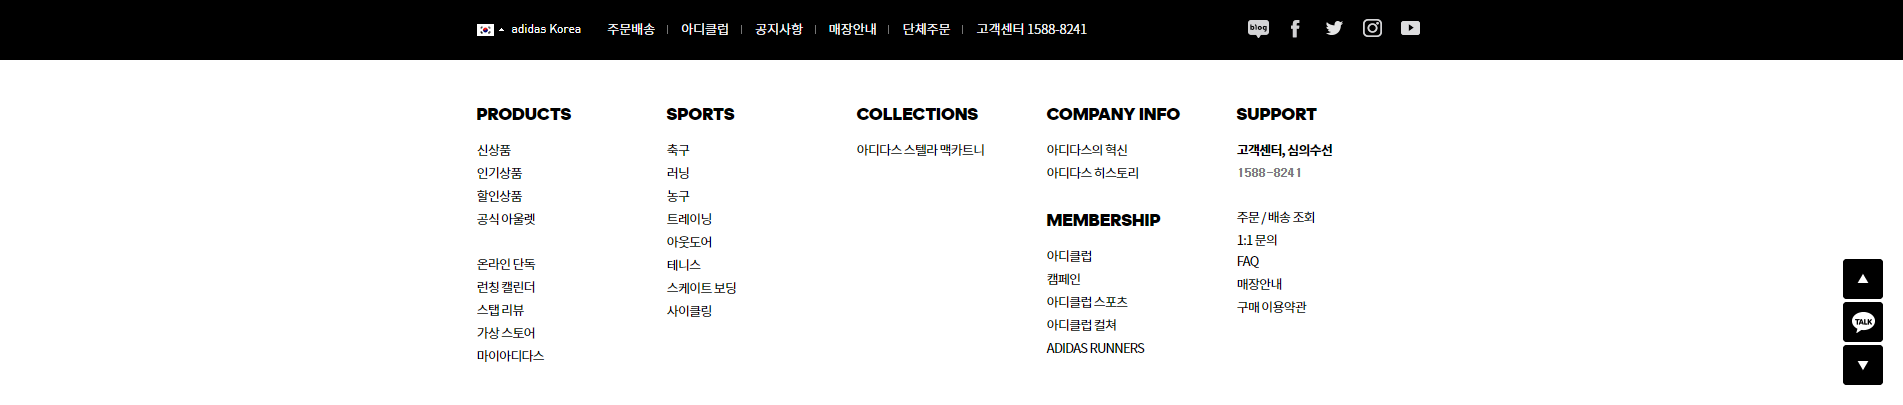 adidas Korea 주문배송 아디클럽 공지사항 매장안내 단체주문 고객센터 1588-8241 blog
PRODUCTS
신상품
인기상품
할인상품
공식 아울렛
온라인 단독
런칭 캘린더
스탭 리뷰
가상 스토어
마이아디다스
SPORTS
축구
러닝
농구
트레이닝
아웃도어
테니스
스케이트 보딩
사이클링
COLLECTIONS
아디다스 스텔라 맥카트니
COMPANY INFO
아디다스의 혁신
아디다스 히스토리
MEMBERSHIP
아디클럽
캠페인
아디클럽 스포츠
아디클럽 컬쳐
ADIDAS RUNNERS
SUPPORT
고객센터, 심의수선
1588-8241
주문 / 배송 조회
1:1 문의
FAQ
매장안내
구매 이용약관
TALK